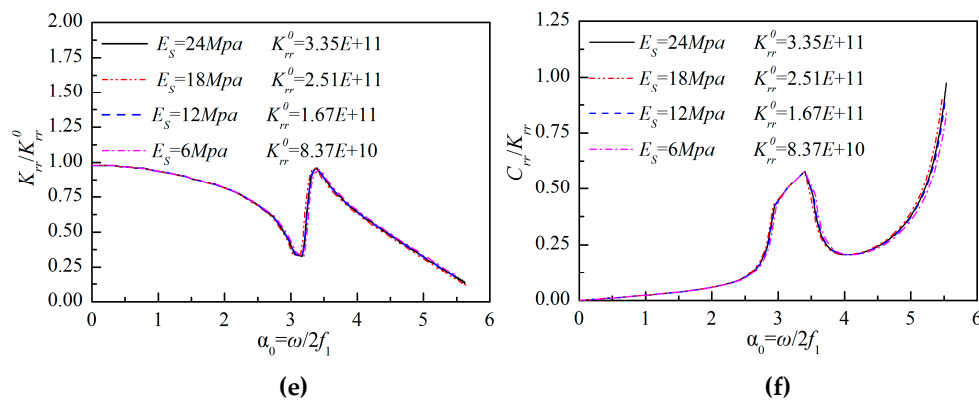 2.00
1.75
1.50
1.25
1.00
0.75
0.50
0.25
0.00
K_rr/K_rr^0
E_S=24Mpa K_rr^0=3.35E+11
E_S=18Mpa K_rr^0=2.51E+11
E_S=12Mpa K_rr^0=1.67E+11
E_S=6Mpa K_rr^0=8.37E+10
0 1 2 3 4 5 6
α_0=ω/2f_1
(e)
1.25
1.00
0.75
0.50
0.25
0.00
C_rr/K_rr
E_S=24Mpa K_rr^0=3.35E+11
E_S=18Mpa K_rr^0=2.51E+11
E_S=12Mpa K_rr^0=1.67E+11
E_S=6Mpa K_rr^0=8.37E+10
0 1 2 3 4 5 6
α_0=ω/2f_1
(f)